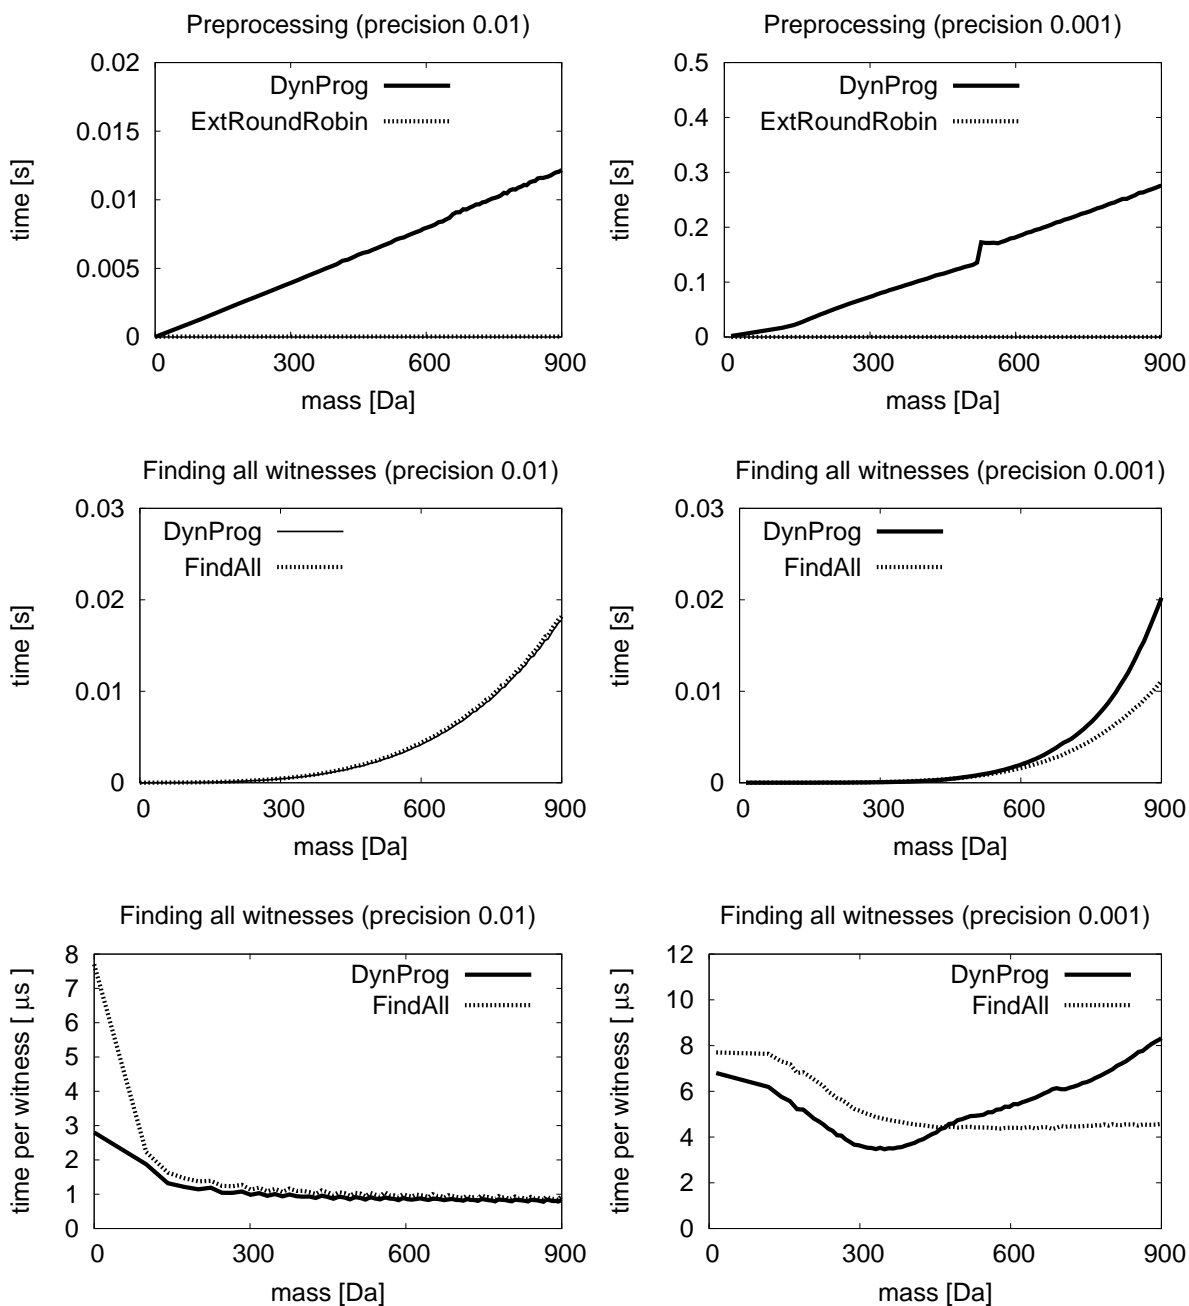 Preprocessing (precision 0.01)
0.02
0.015
0.01
0.005
0
time [s]
DynProg
ExtRoundRobin
0 300 600 900
mass [Da]
Preprocessing (precision 0.001)
0.5
0.4
0.3
0.2
0.1
0
time [s]
DynProg
ExtRoundRobin
0 300 600 900
mass [Da]
Finding all witnesses (precision 0.01)
0.03
0.02
0.01
0
time [s]
DynProg
FindAll
0 300 600 900
mass [Da]
Finding all witnesses (precision 0.001)
0.03
0.02
0.01
0
time [s]
DynProg
FindAll
0 300 600 900
mass [Da]
Finding all witnesses (precision 0.01)
8
7
6
5
4
3
2
1
0
time per witness [ μs ]
DynProg
FindAll
0 300 600 900
mass [Da]
Finding all witnesses (precision 0.001)
12
10
8
6
4
2
0
time per witness [ μs ]
DynProg
FindAll
0 300 600 900
mass [Da]